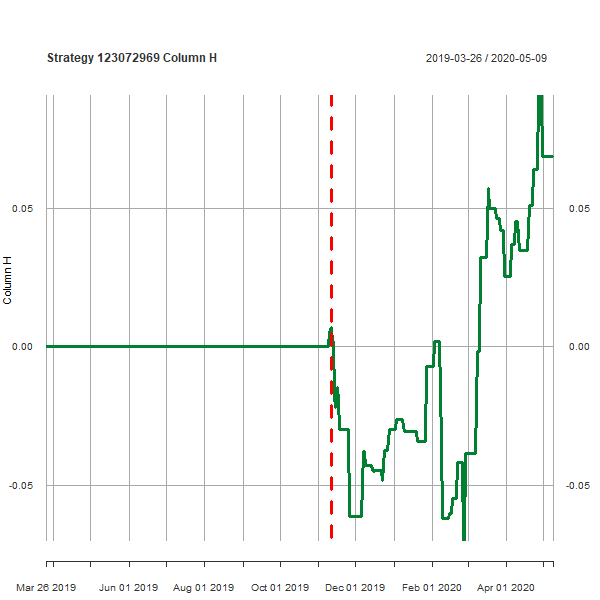 Strategy 123072969 Column H
2019-03-26 / 2020-05-09
Column H
0.05
0.05
0.00
0.00
-0.05
-0.05
Mar 26 2019
Jun 01 2019
Aug 01 2019
Oct 01 2019
Dec 01 2019
Feb 01 2020
Apr 01 2020